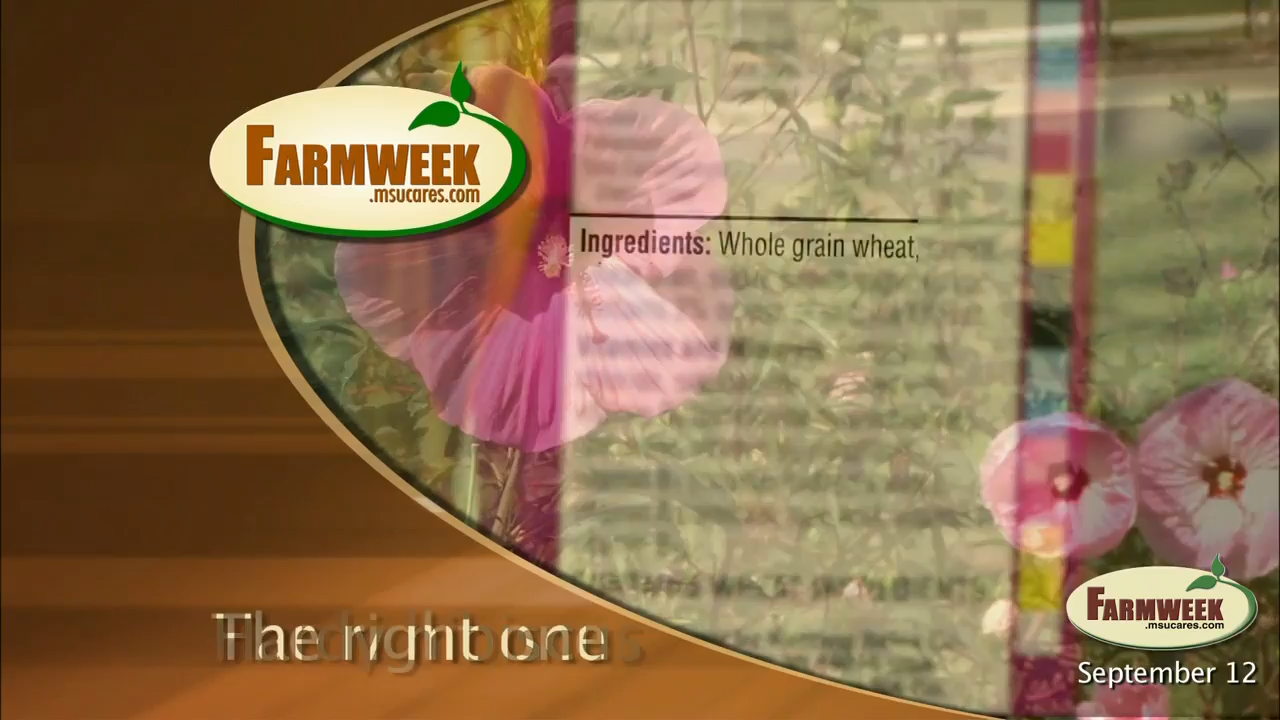 FARMWEEK
.msucares.com
Ingredients: Whole grain wheat,
The right one
FARMWEEK
.msucares.com
September 12